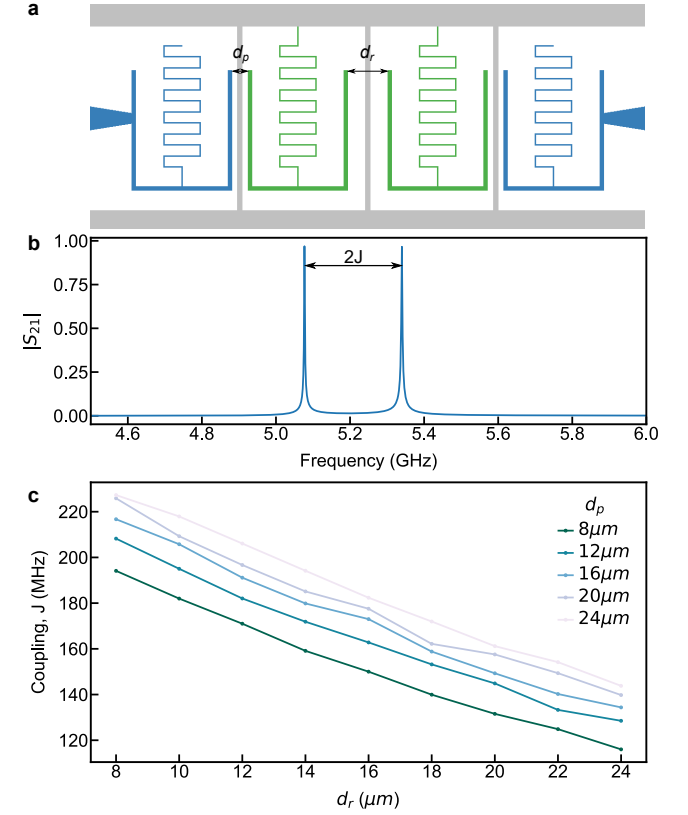 a
d_p d_r
b
1.00
0.75
0.50
0.25
0.00
|S_21|
2J
4.6 4.8 5.0 5.2 5.4 5.6 5.8 6.0
Frequency (GHz)
c
220
200
180
160
140
120
Coupling, J (MHz)
d_p
8μm
12μm
16μm
20μm
24μm
8 10 12 14 16 18 20 22 24
d_r (μm)